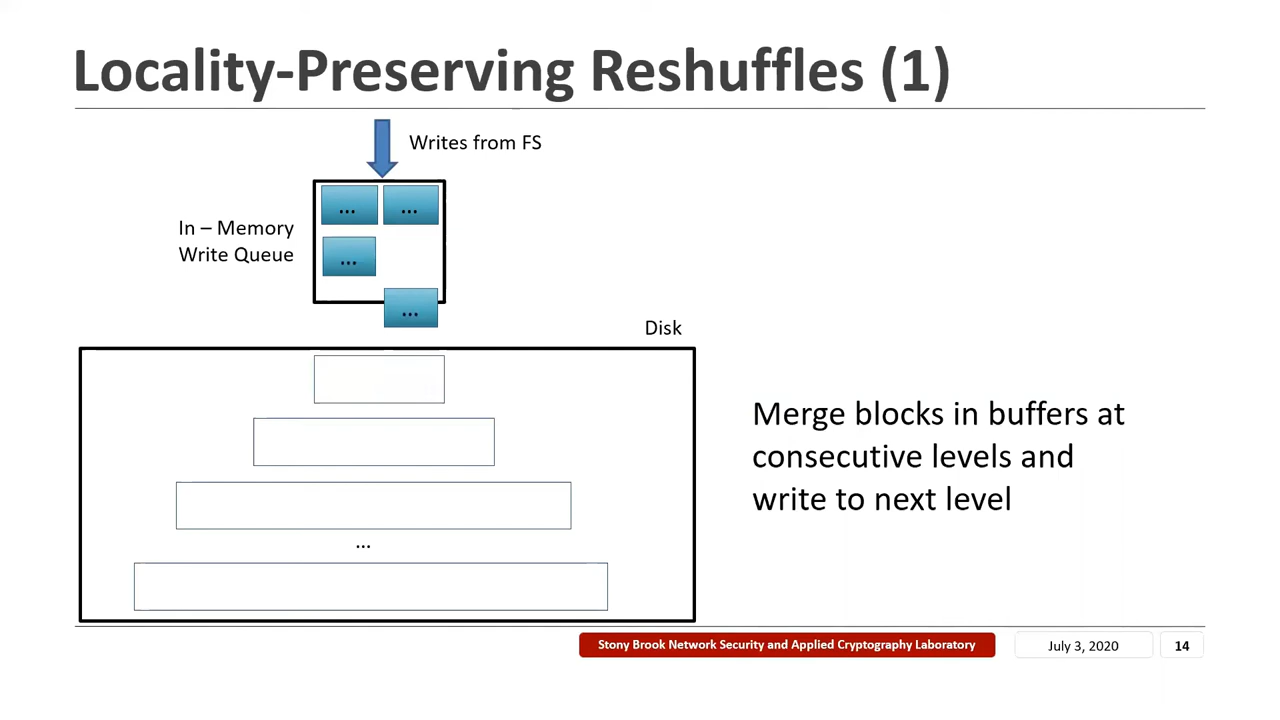 Locality-Preserving Reshuffles (1)
Writes from FS
... ...
In – Memory
Write Queue
...
...
Disk
Merge blocks in buffers at
consecutive levels and
write to next level
...
Stony Brook Network Security and Applied Cryptography Laboratory
July 3, 2020
14